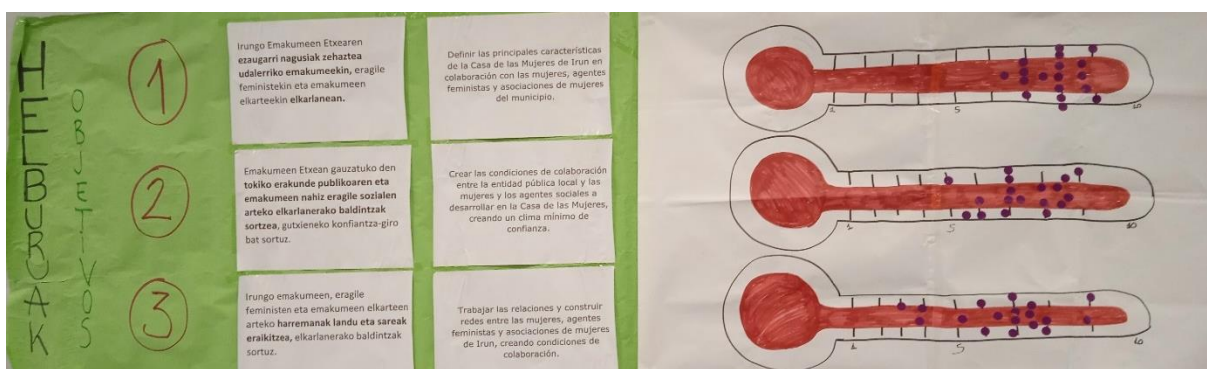 HELBURUAK
OBJETIVOS
1
Irungo Emakumeen Etxearen
ezaugarri nagusiak zehaztea
udalerriko emakumeekin, eragile
feministekin eta emakumeen
elkarteekin elkarlanean.
Definir las principales características
de la Casa de las Mujeres de Irun en
colaboración con las mujeres, agentes
feministas y asociaciones de mujeres
del municipio.
1 5 10
2
Emakumeen Etxean gauzatuko den
tokiko erakunde publikoaren eta
emakumeen nahiz eragile sozialen
arteko elkarlanerako baldintzak
sortzea, gutxieneko konfiantza-giro
bat sortuz.
Crear las condiciones de colaboración
entre la entidad pública local y las
mujeres y los agentes sociales a
desarrollar en la Casa de las Mujeres,
creando un clima mínimo de
confianza.
1 5 10
3
Irungo emakumeen, eragile
feministen eta emakumeen elkarteen
arteko harremanak landu eta sareak
eraikitzea, elkarlanerako baldintzak
sortuz.
Trabajar las relaciones y construir
redes entre las mujeres, agentes
feministas y asociaciones de mujeres
de Irun, creando condiciones de
colaboración.
1 5 10